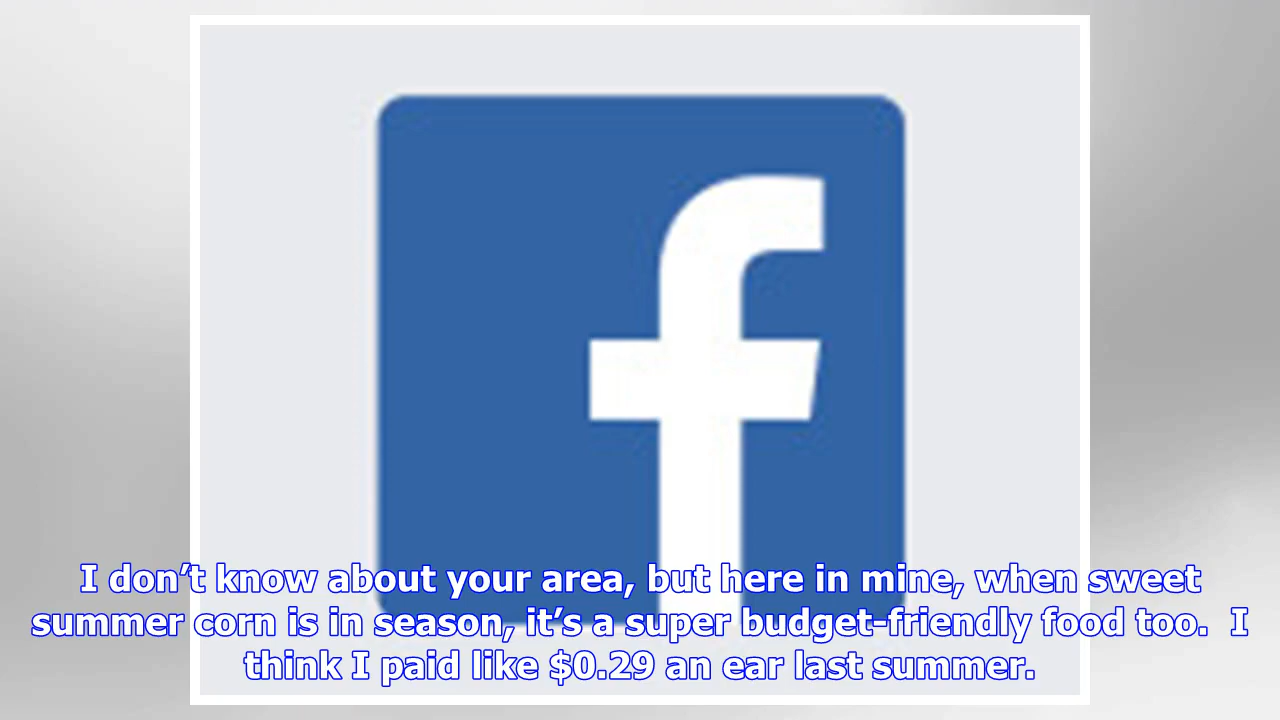 f
I don’t know about your area, but here in mine, when sweet
summer corn is in season, it’s a super budget-friendly food too.  I
think I paid like $0.29 an ear last summer.